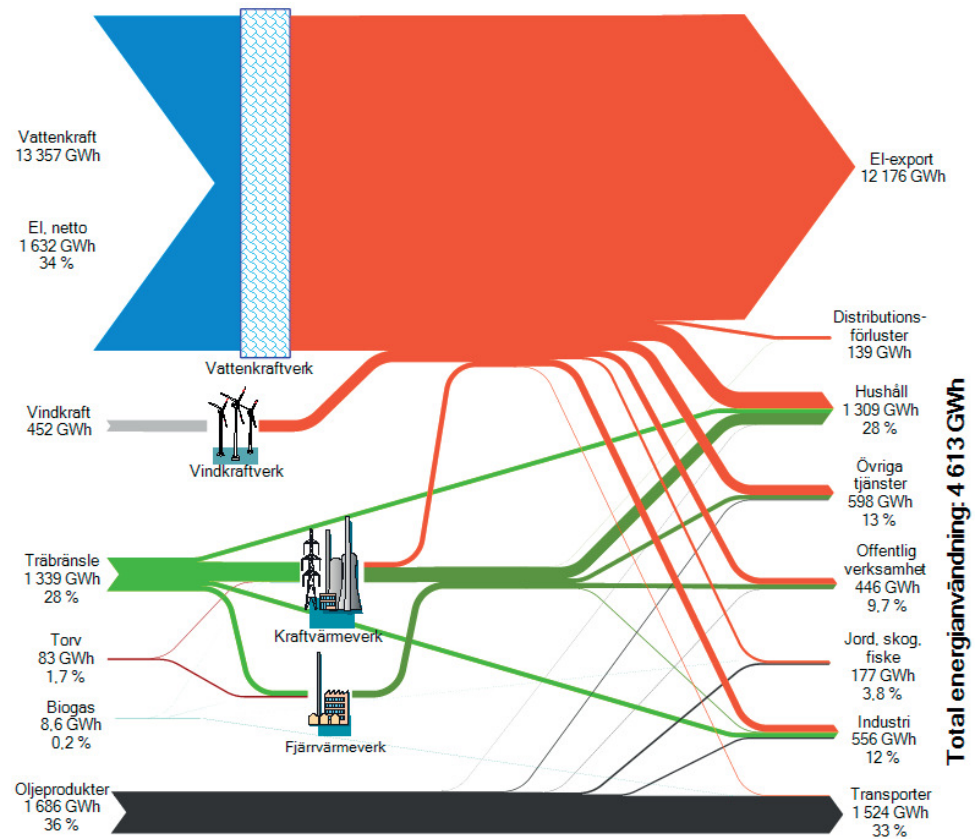 Vattenkraft
13 357 GWh
El, netto
1 632 GWh
34 %
Vattenkraftverk
Vindkraft
452 GWh
Vindkraftverk
Träbränsle
1 339 GWh
28 %
Kraftvärmeverk
Torv
83 GWh
1,7 %
Biogas
8,6 GWh
0,2 %
Fjärrvärmeverk
Oljeprodukter
1 686 GWh
36 %
El-export
12 176 GWh
Distributions-
förluster
139 GWh
Hushåll
1 309 GWh
28 %
Övriga
tjänster
598 GWh
13 %
Offentlig
verksamhet
446 GWh
9,7 %
Jord, skog,
fiske
177 GWh
3,8 %
Industri
556 GWh
12 %
Transporter
1 524 GWh
33 %
Total energianvändning: 4 613 GWh